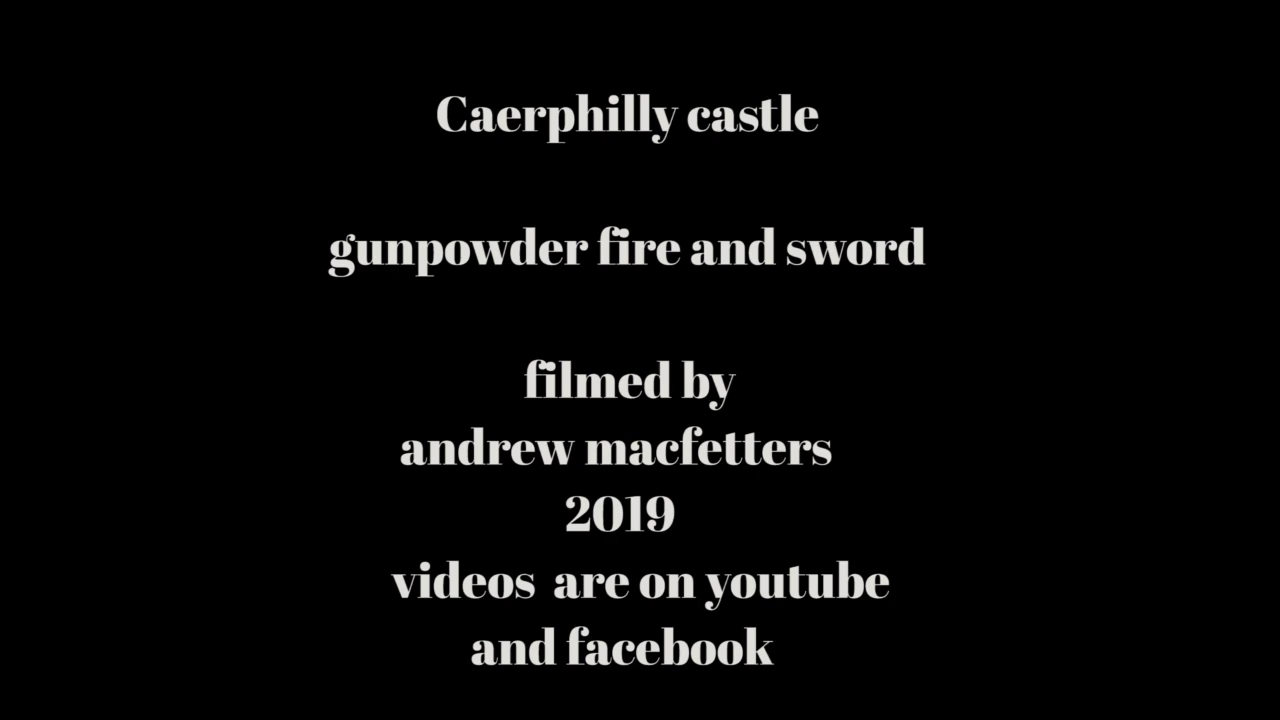 Caerphilly castle
gunpowder fire and sword
filmed by
andrew macfetters
2019
videos are on youtube
and facebook